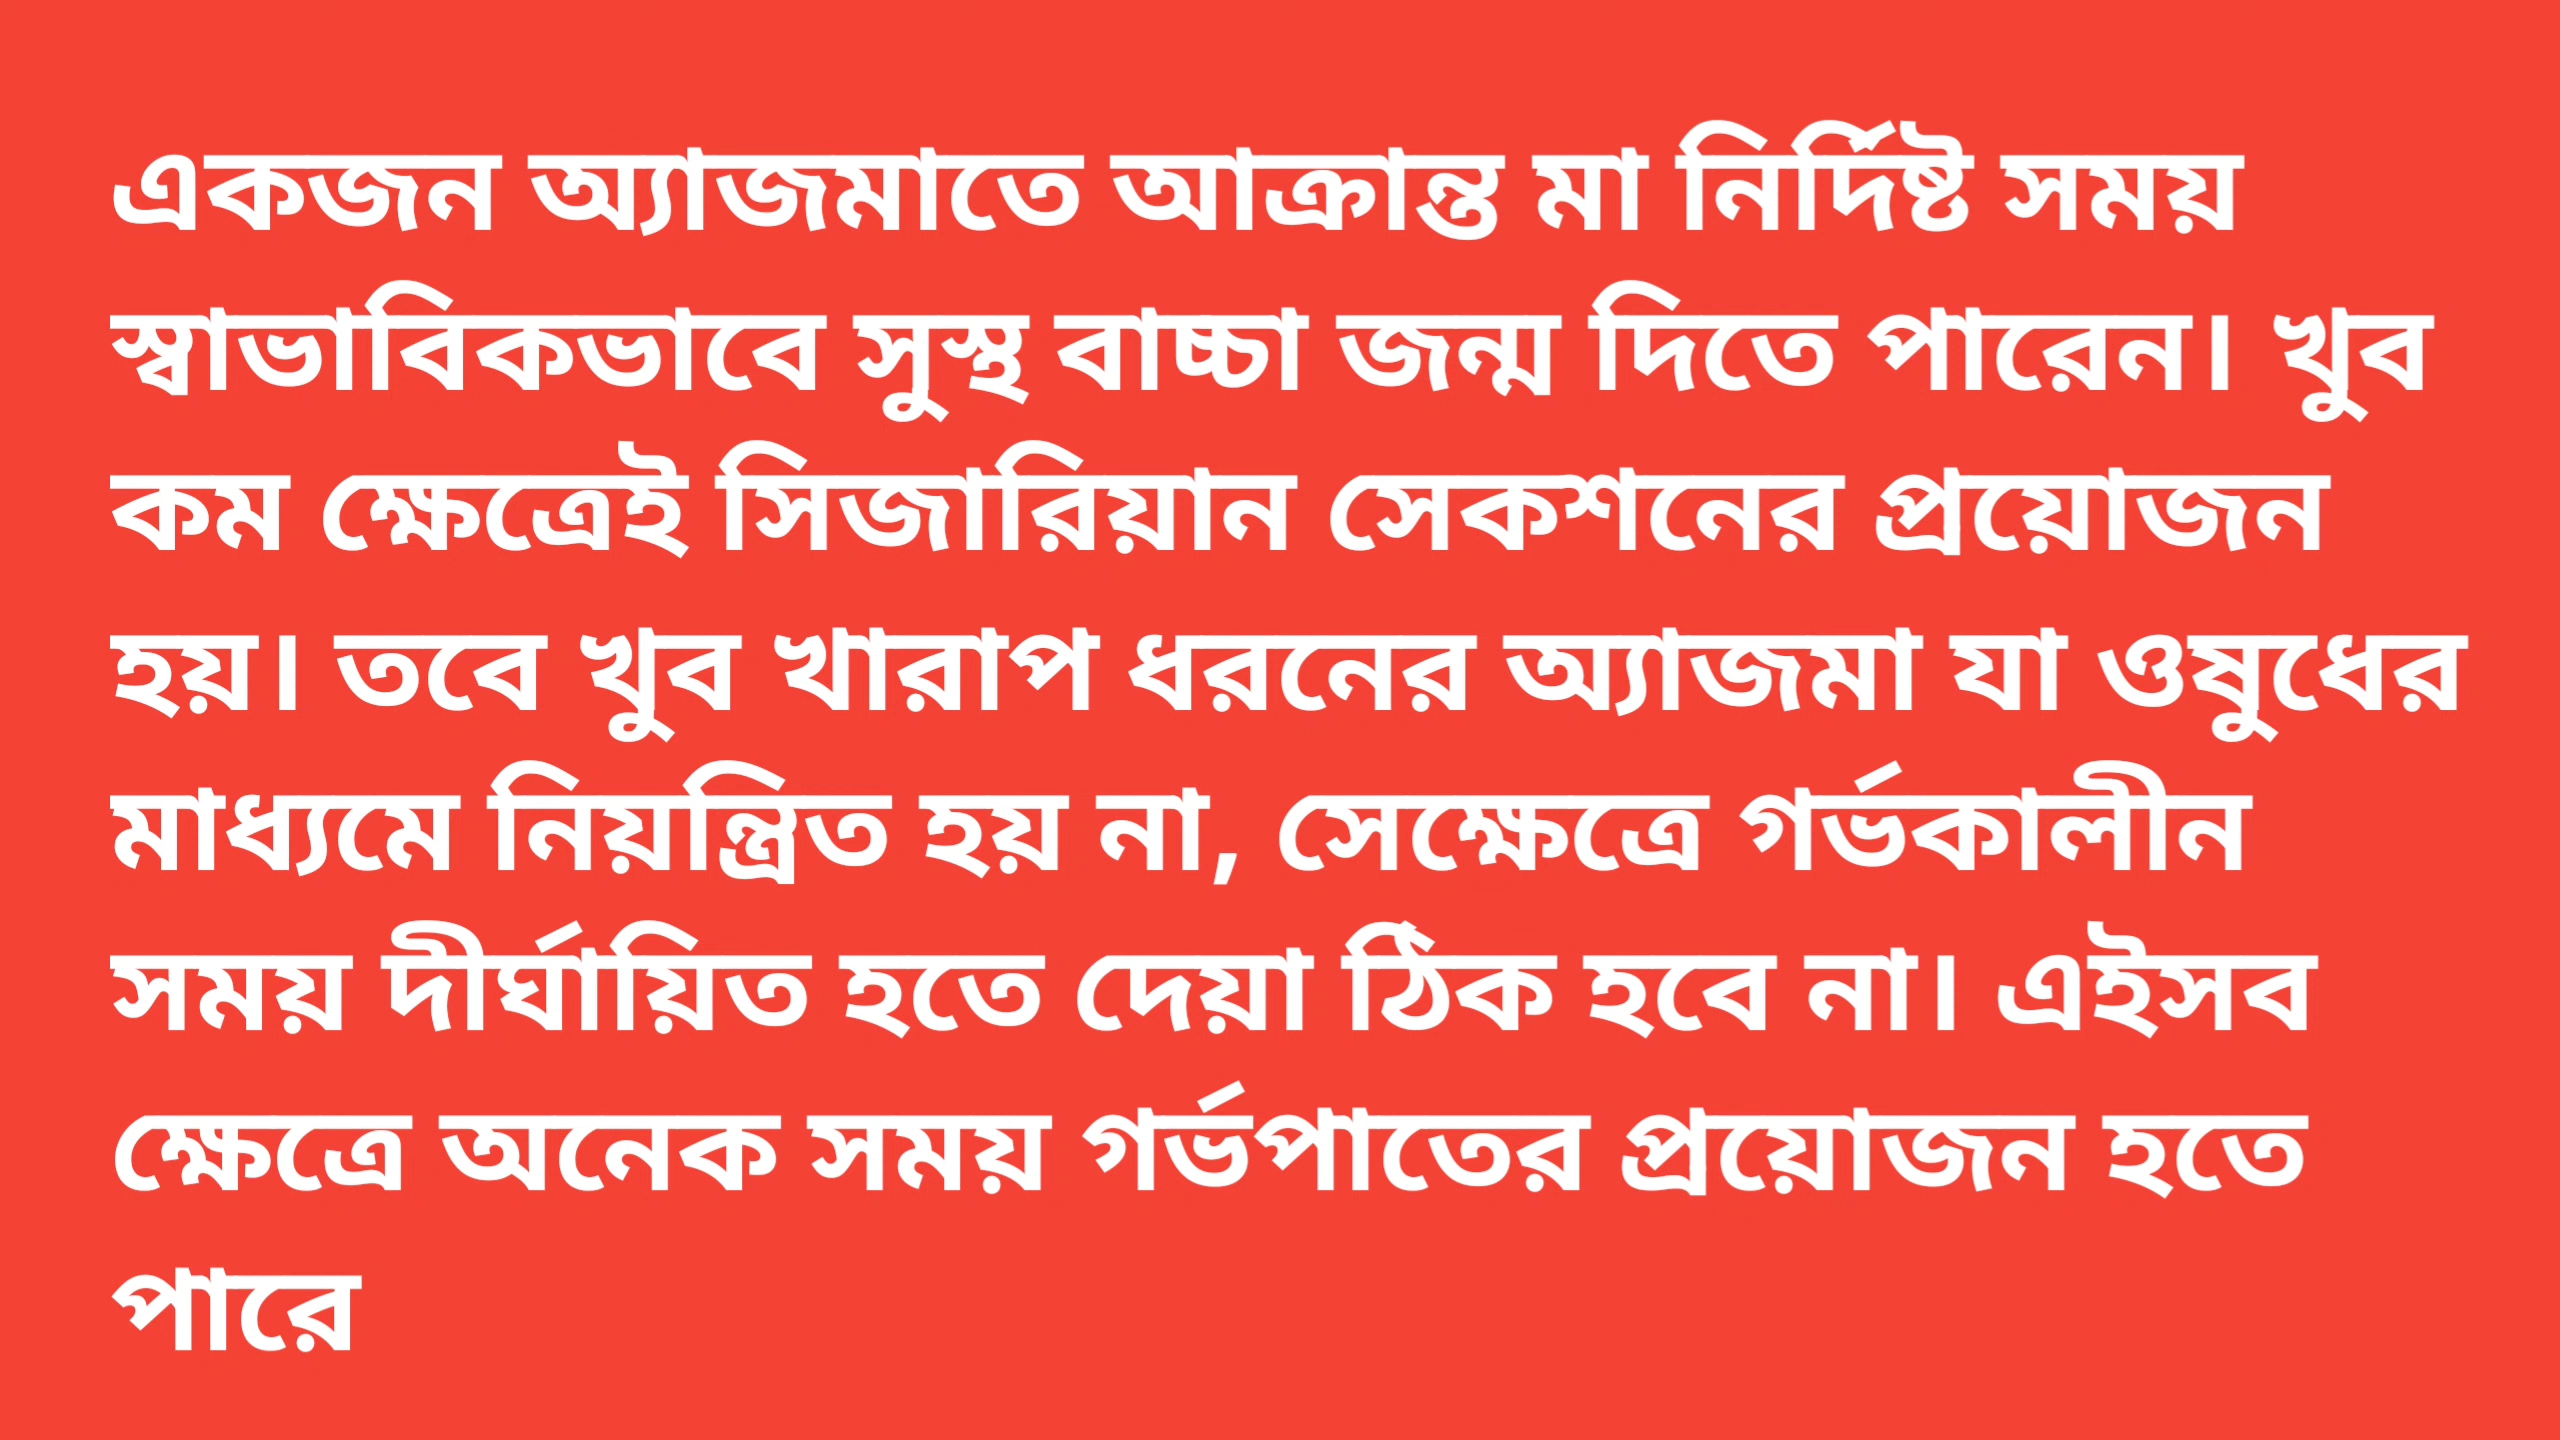 একজন অ্যাজমাতে আক্রান্ত মা নির্দিষ্ট সময়
স্বাভাবিকভাবে সুস্থ বাচ্চা জন্ম দিতে পারেন। খুব
কম ক্ষেত্রেই সিজারিয়ান সেকশনের প্রয়োজন
হয়। তবে খুব খারাপ ধরনের অ্যাজমা যা ওষুধের
মাধ্যমে নিয়ন্ত্রিত হয় না, সেক্ষেত্রে গর্ভকালীন
সময় দীর্ঘায়িত হতে দেয়া ঠিক হবে না। এইসব
ক্ষেত্রে অনেক সময় গর্ভপাতের প্রয়োজন হতে
পারে